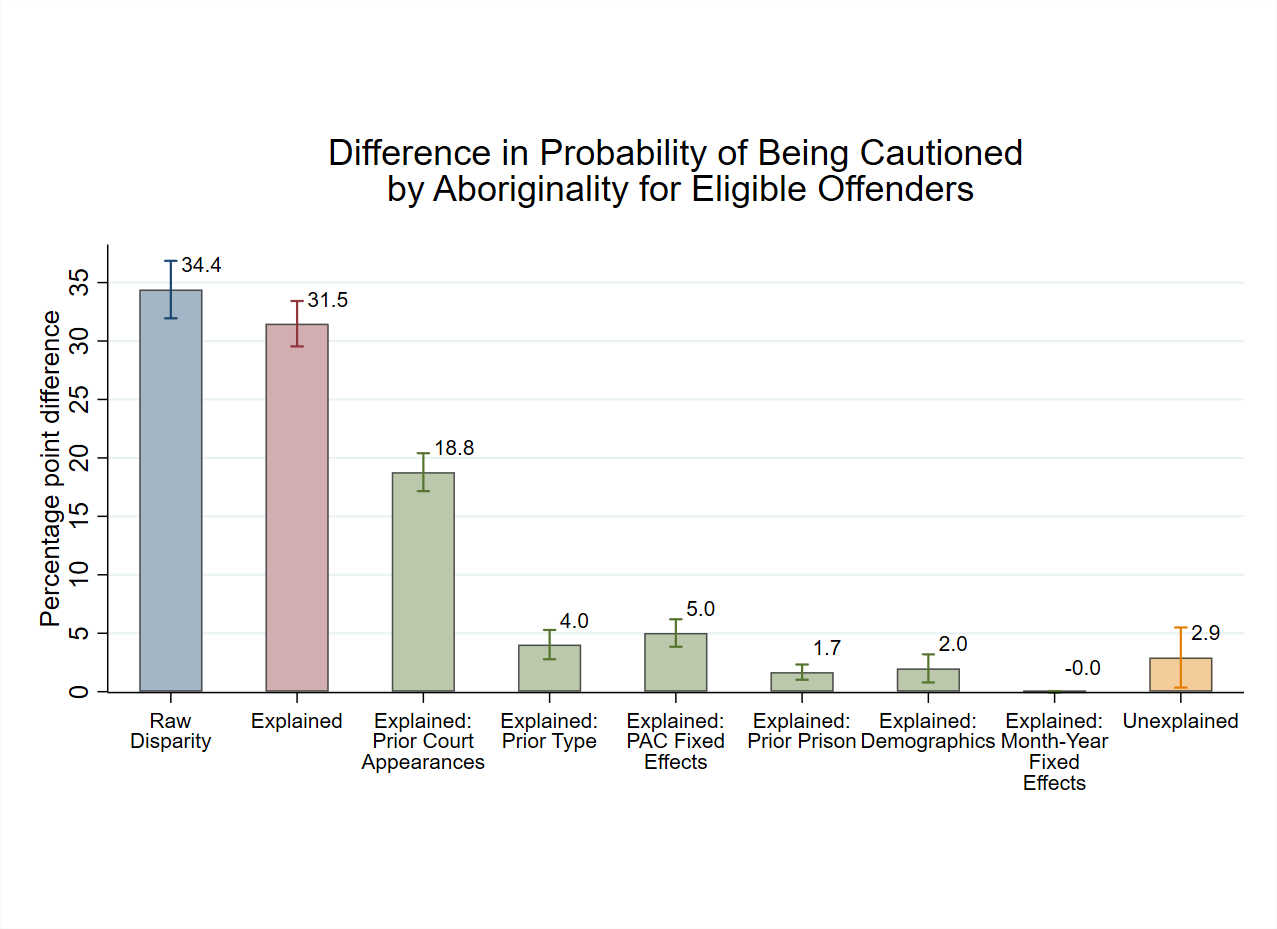 Difference in Probability of Being Cautioned
by Aboriginality for Eligible Offenders
Percentage point difference
35
30
25
20
15
10
5
0
34.4
31.5
18.8
4.0
5.0
1.7
2.0
-0.0
2.9
Raw
Disparity
Explained
Explained:
Prior Court
Appearances
Explained:
Prior Type
Explained:
PAC Fixed
Effects
Explained:
Prior Prison
Explained:
Demographics
Explained:
Month-Year
Fixed
Effects
Unexplained